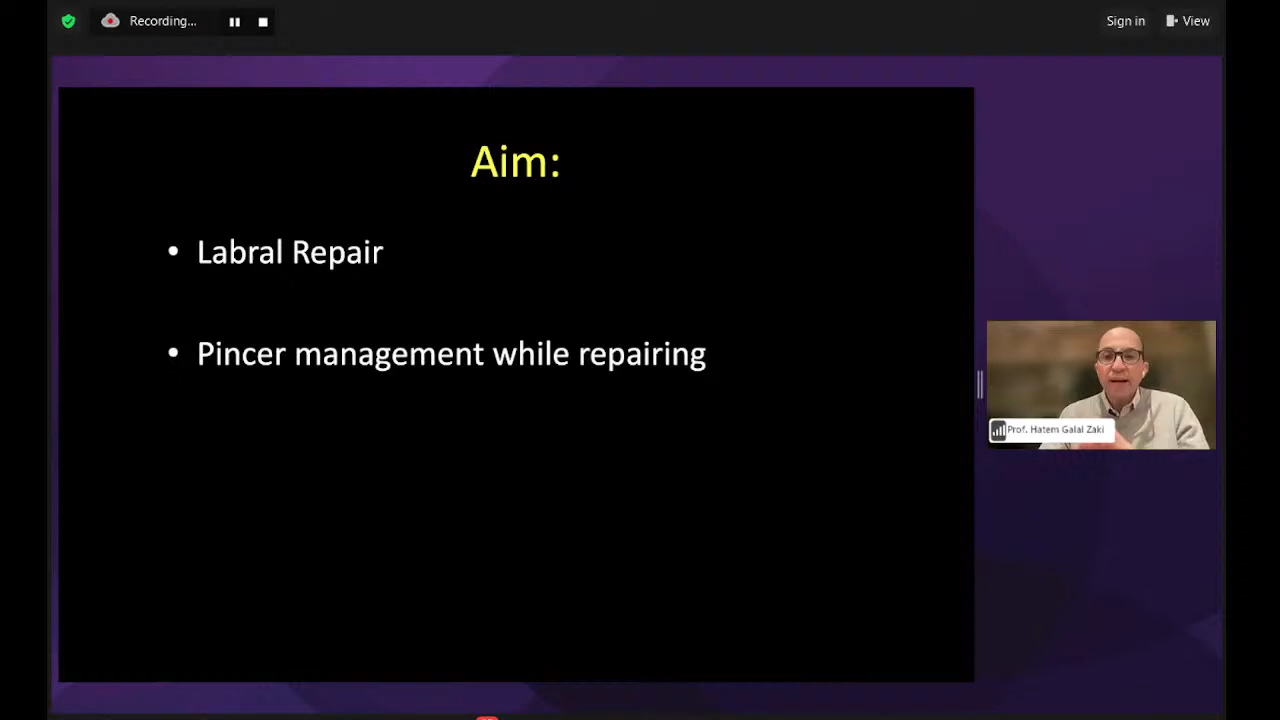 Recording...
Sign in
View
Aim:
• Labral Repair
• Pincer management while repairing
Prof. Hatem Galal Zaki